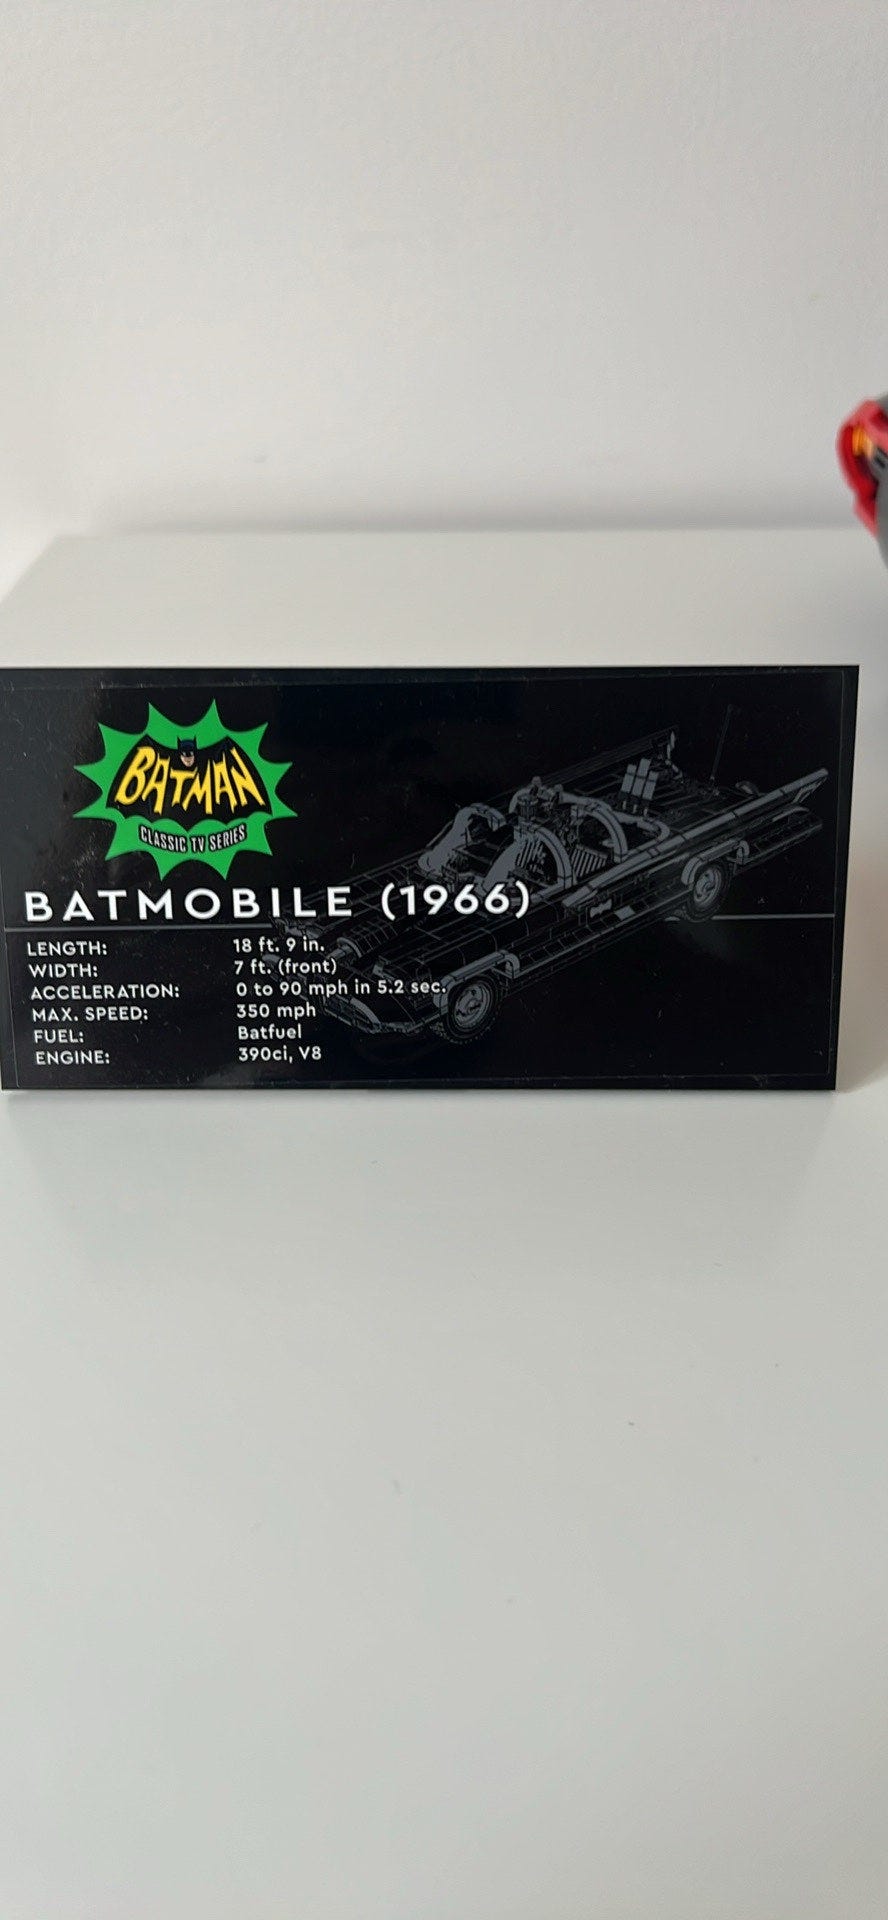 BATMAN
CLASSIC TV SERIES
BATMOBILE (1966)
LENGTH: 18 ft. 9 in.
WIDTH: 7 ft. (front)
ACCELERATION: 0 to 90 mph in 5.2 sec.
MAX. SPEED: 350 mph
FUEL: Batfuel
ENGINE: 390ci, V8